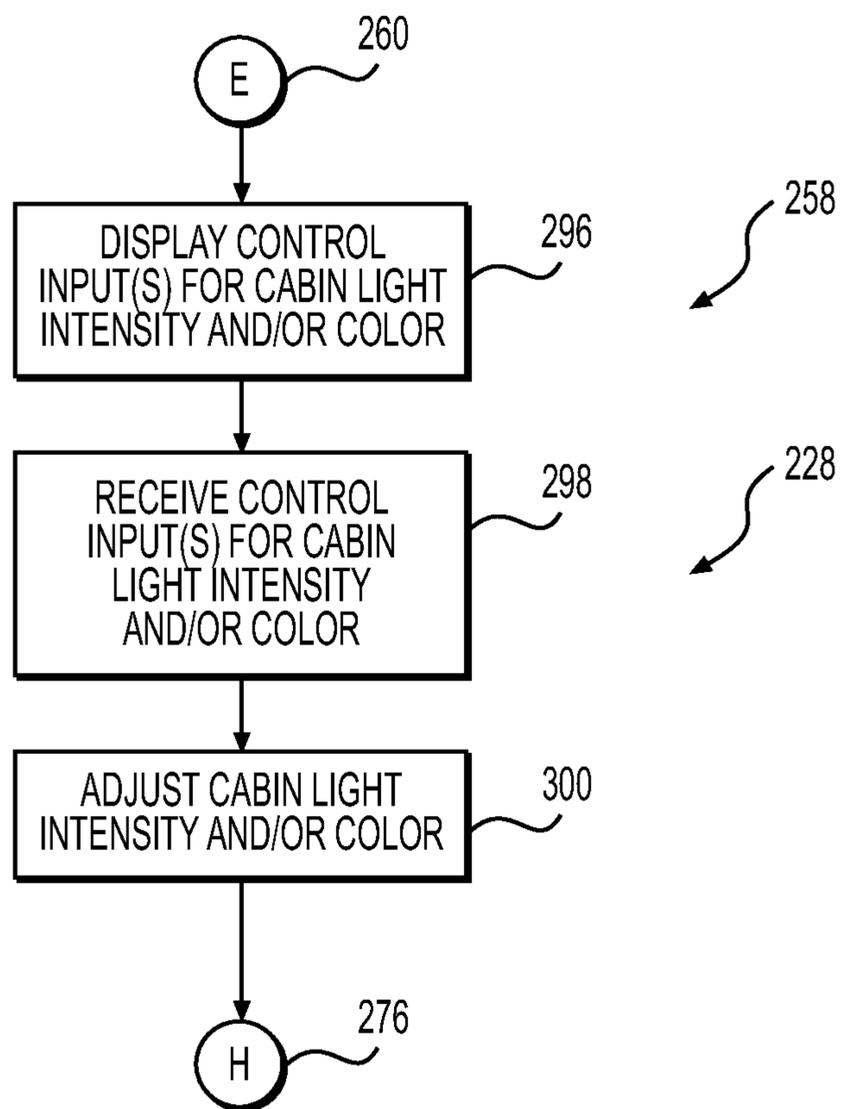 E
260
DISPLAY CONTROL
INPUT(S) FOR CABIN LIGHT
INTENSITY AND/OR COLOR
296
258
RECEIVE CONTROL
INPUT(S) FOR CABIN
LIGHT INTENSITY
AND/OR COLOR
298
228
ADJUST CABIN LIGHT
INTENSITY AND/OR COLOR
300
H
276